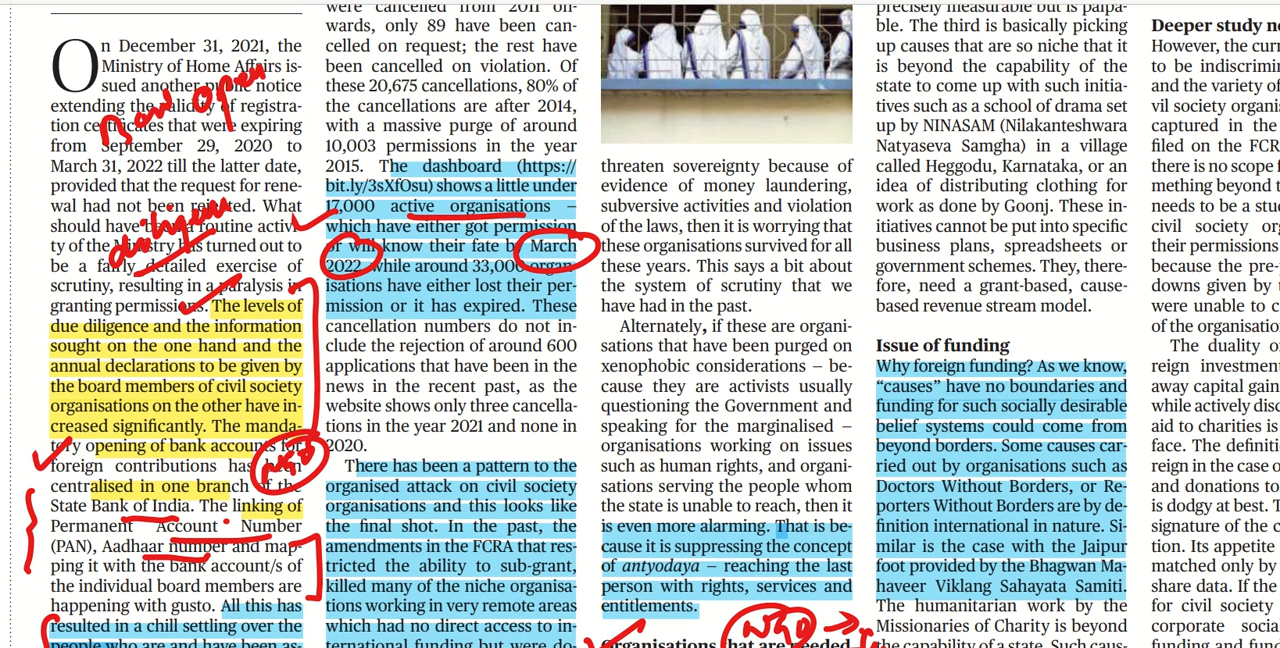 On December 31, 2021, the
Ministry of Home Affairs is-
sued another public notice
extending the validity of registra-
tion certificates that were expiring
from September 29, 2020 to
March 31, 2022 till the latter date,
provided that the request for rene-
wal had not been rejected. What
should have been a routine activi-
ty of the Ministry has turned out to
be a fairly detailed exercise of
scrutiny, resulting in a paralysis in
granting permissions. The levels of
due diligence and the information
sought on the one hand and the
annual declarations to be given by
the board members of civil society
organisations on the other have in-
creased significantly. The manda-
tory opening of bank accounts for
foreign contributions has been
centralised in one branch of the
State Bank of India. The linking of
Permanent Account Number
(PAN), Aadhaar number and map-
ping it with the bank account/s of
the individual board members are
happening with gusto. All this has
resulted in a chill settling over the
people who are and have been as-
Bank open
diligen
NGO
were cancelled from 2011 on-
wards, only 89 have been can-
celled on request; the rest have
been cancelled on violation. Of
these 20,675 cancellations, 80% of
the cancellations are after 2014,
with a massive purge of around
10,003 permissions in the year
2015. The dashboard (https://
bit.ly/3sXfOsu) shows a little under
17,000 active organisations –
which have either got permission
or will know their fate by March
2022, while around 33,000 organ-
isations have either lost their per-
mission or it has expired. These
cancellation numbers do not in-
clude the rejection of around 600
applications that have been in the
news in the recent past, as the
website shows only three cancella-
tions in the year 2021 and none in
2020.
There has been a pattern to the
organised attack on civil society
organisations and this looks like
the final shot. In the past, the
amendments in the FCRA that res-
tricted the ability to sub-grant,
killed many of the niche organisa-
tions working in very remote areas
which had no direct access to in-
ternational funding but were do-
threaten sovereignty because of
evidence of money laundering,
subversive activities and violation
of the laws, then it is worrying that
these organisations survived for all
these years. This says a bit about
the system of scrutiny that we
have had in the past.
Alternately, if these are organi-
sations that have been purged on
xenophobic considerations – be-
cause they are activists usually
questioning the Government and
speaking for the marginalised –
organisations working on issues
such as human rights, and organi-
sations serving the people whom
the state is unable to reach, then it
is even more alarming. That is be-
cause it is suppressing the concept
of antyodaya – reaching the last
person with rights, services and
entitlements.
Organisations that are needed
NGO
precisely measurable but is palpa-
ble. The third is basically picking
up causes that are so niche that it
is beyond the capability of the
state to come up with such initia-
tives such as a school of drama set
up by NINASAM (Nilakanteshwara
Natyaseva Samgha) in a village
called Heggodu, Karnataka, or an
idea of distributing clothing for
work as done by Goonj. These in-
itiatives cannot be put into specific
business plans, spreadsheets or
government schemes. They, there-
fore, need a grant-based, cause-
based revenue stream model.
Issue of funding
Why foreign funding? As we know,
“causes” have no boundaries and
funding for such socially desirable
belief systems could come from
beyond borders. Some causes car-
ried out by organisations such as
Doctors Without Borders, or Re-
porters Without Borders are by de-
finition international in nature. Si-
milar is the case with the Jaipur
foot provided by the Bhagwan Ma-
haveer Viklang Sahayata Samiti.
The humanitarian work by the
Missionaries of Charity is beyond
the capability of a state. Such caus-
Deeper study n
However, the cur
to be indiscrimin
and the variety o
vil society organis
captured in the
filed on the FCR
there is no scope
mething beyond
needs to be a stu
civil society org
their permissions
because the pre-
downs given by
were unable to c
of the organisatio
The duality o
reign investmen
away capital gain
while actively disc
aid to charities is
face. The definiti
reign in the case o
and donations to
is dodgy at best. T
signature of the c
tion. Its appetite
matched only by
share data. If the
for civil society
corporate socia
funding and fund